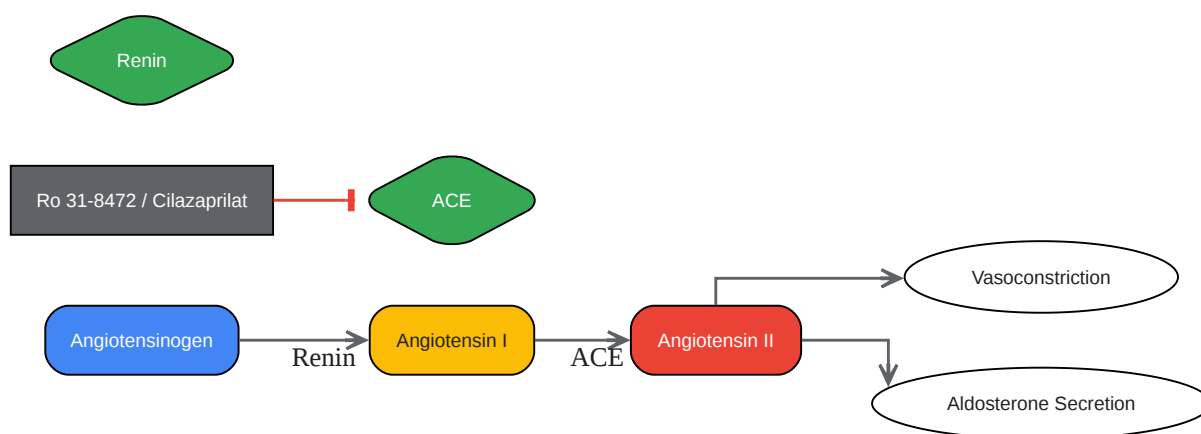 Renin
Ro 31-8472 / Cilazaprilat
ACE
Vasoconstriction
Angiotensinogen
Renin
Angiotensin I
ACE
Angiotensin II
Aldosterone Secretion